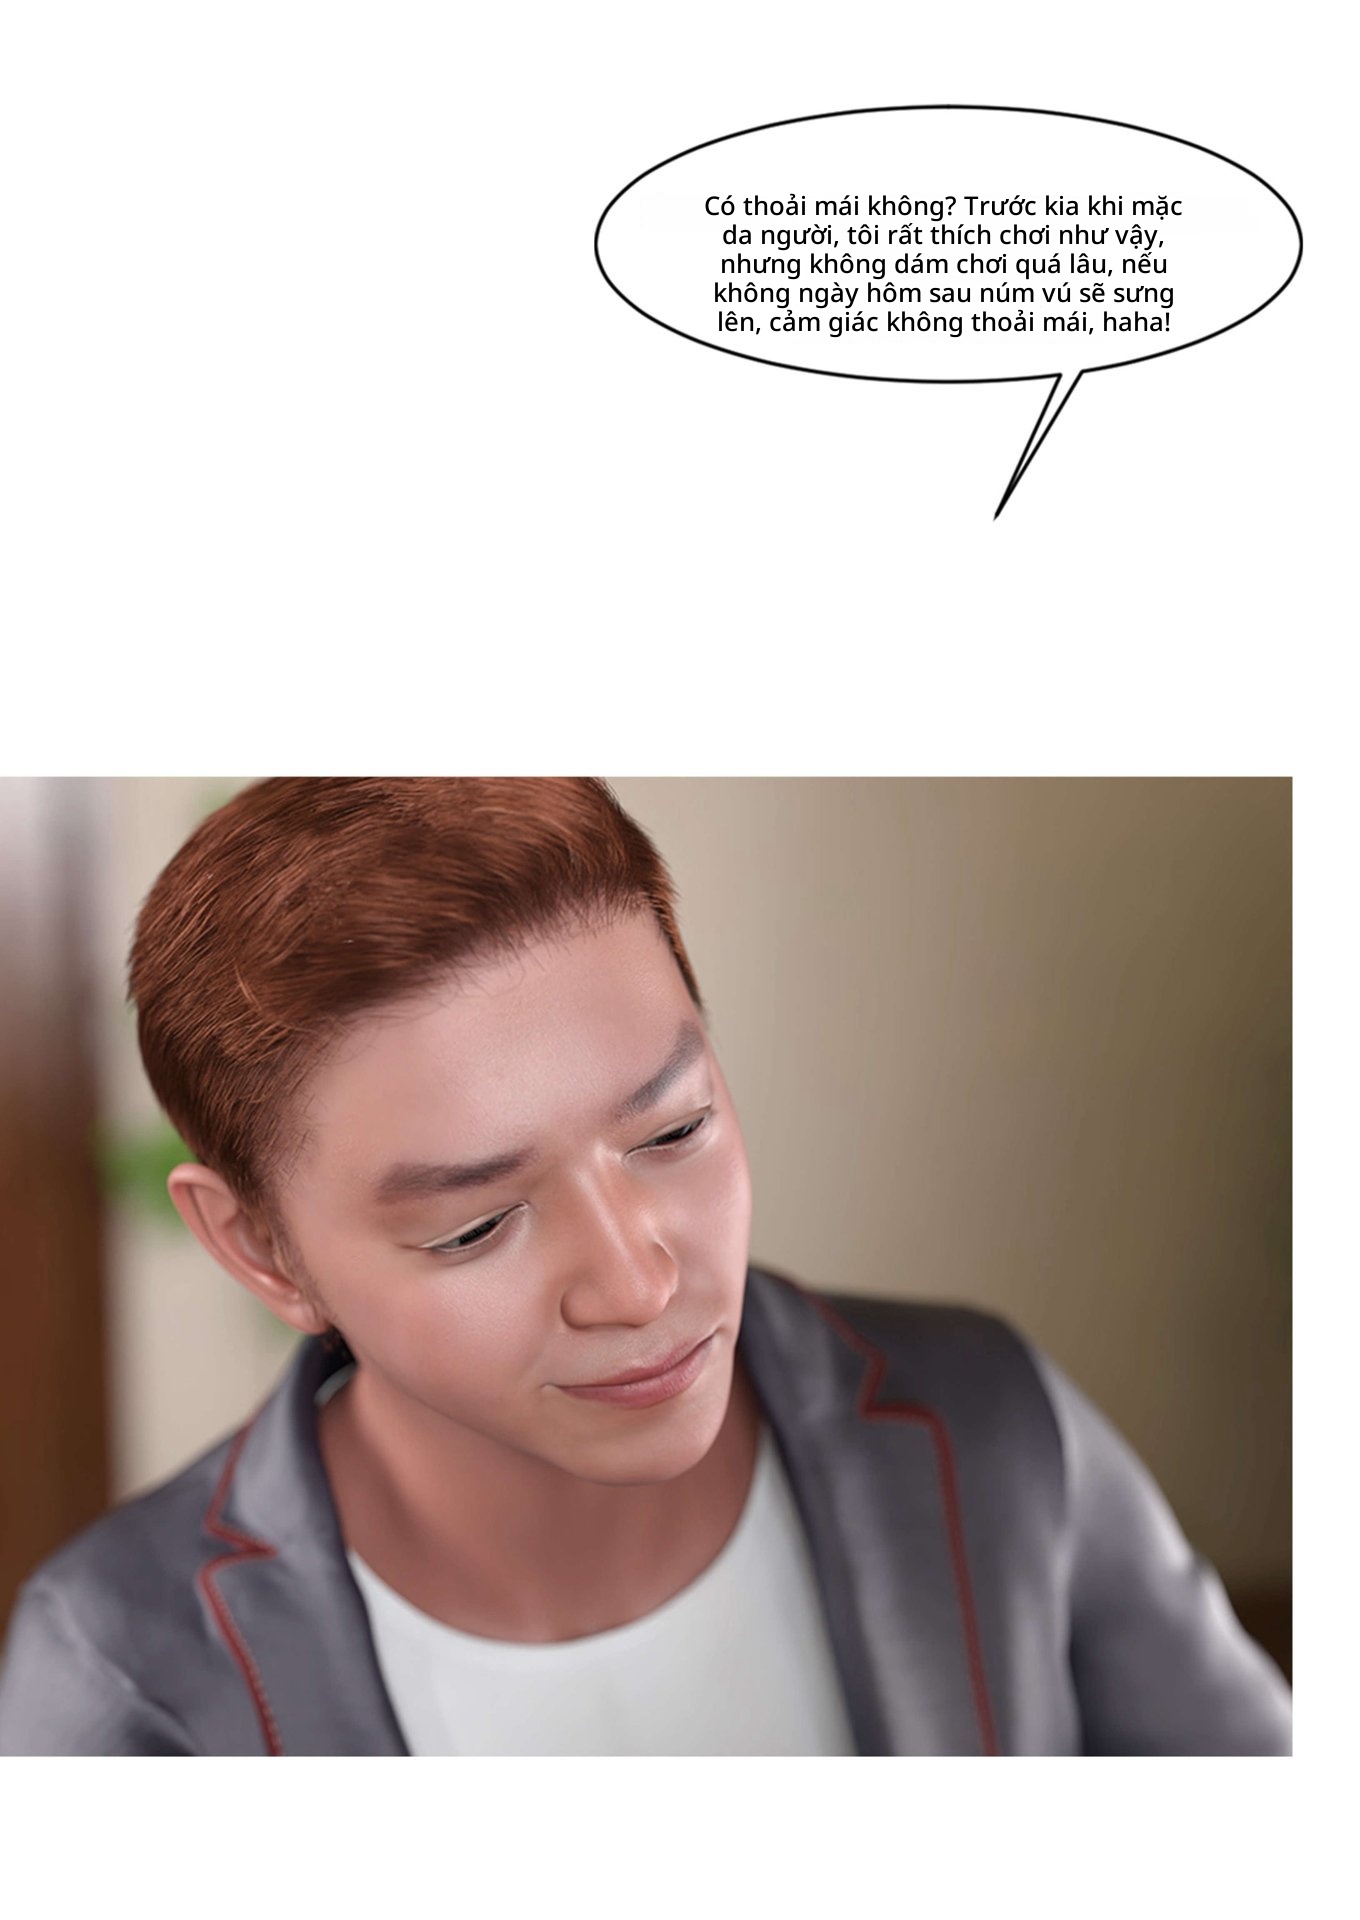 Có thoải mái không? Trước kia khi mặc
da người, tôi rất thích chơi như vậy,
nhưng không dám chơi quá lâu, nếu
không ngày hôm sau núm vú sẽ sưng
lên, cảm giác không thoải mái, haha!